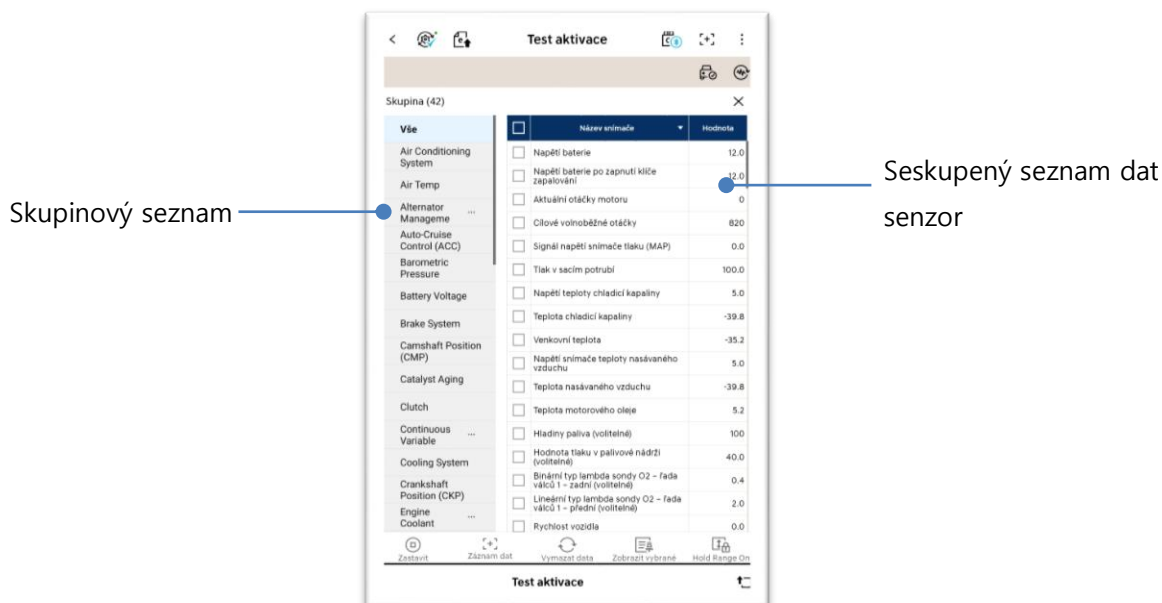 Test aktivace
Skupina (42)
Vše
Air Conditioning
System
Air Temp
Alternator
Manageme ...
Auto-Cruise
Control (ACC)
Barometric
Pressure
Battery Voltage
Brake System
Camshaft Position
(CMP)
Catalyst Aging
Clutch
Continuous
Variable ...
Cooling System
Crankshaft
Position (CKP)
Engine
Coolant ...
Název snímače Hodnota
Napětí baterie 12.0
Napětí baterie po zapnutí klíče
zapalování 12.0
Aktuální otáčky motoru 0
Cílové volnoběžné otáčky 820
Signál napětí snímače tlaku (MAP) 0.0
Tlak v sacím potrubí 100.0
Napětí teploty chladicí kapaliny 5.0
Teplota chladicí kapaliny -39.8
Venkovní teplota -35.2
Napětí snímače teploty nasávaného
vzduchu 5.0
Teplota nasávaného vzduchu -39.8
Teplota motorového oleje 5.2
Hladiny paliva (volitelné) 100
Hodnota tlaku v palivové nádrži
(volitelné) 40.0
Binární typ lambda sondy O2 – řada
válců 1 – zadní (volitelné) 0.4
Lineární typ lambda sondy O2 – řada
válců 1 – přední (volitelné) 2.0
Rychlost vozidla 0.0
Zastavit Záznam dat Vymazat data Zobrazit vybrané Hold Range On
Test aktivace
Skupinový seznam
Seskupený seznam dat
senzor